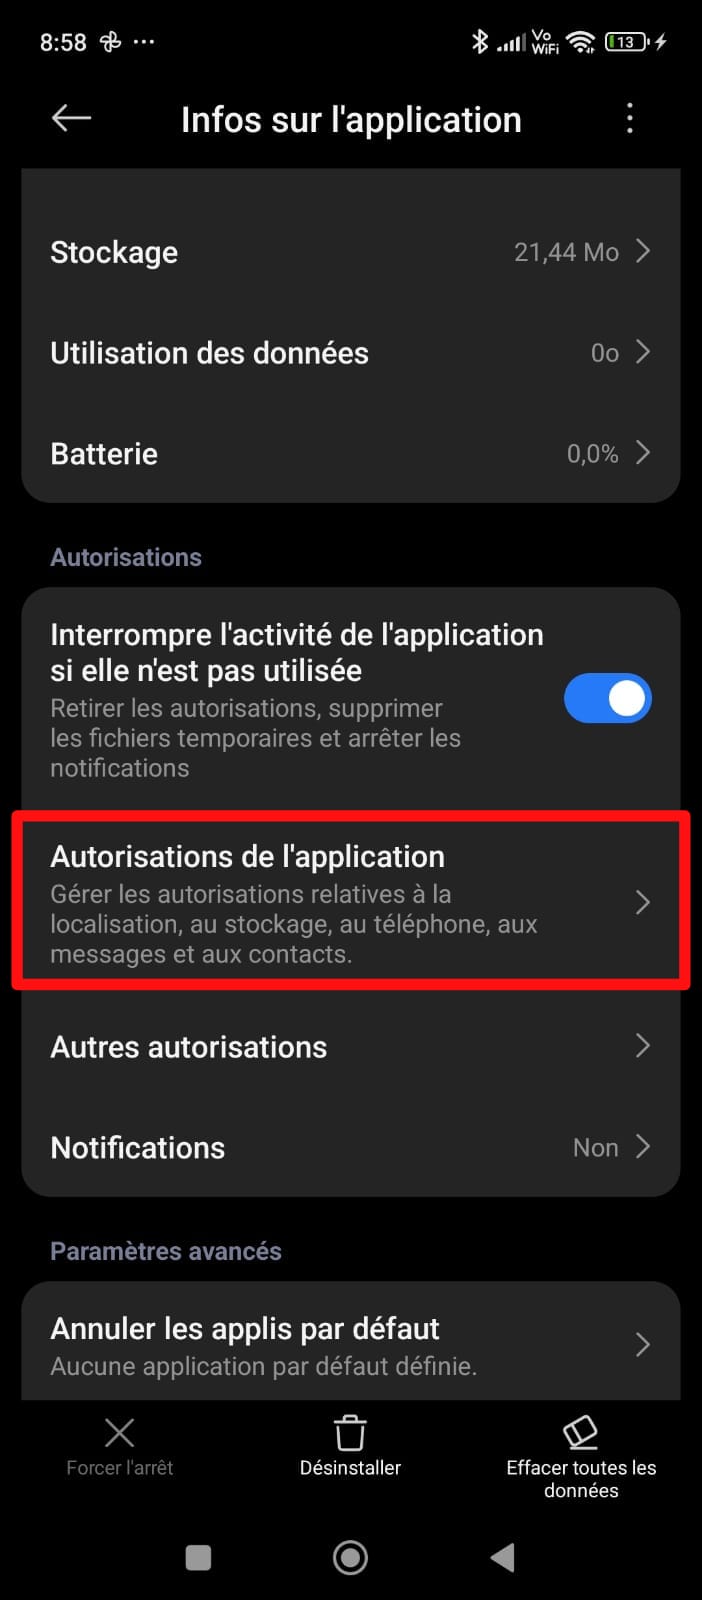 8:58
Vo
WiFi
13
Infos sur l'application
Stockage
21,44 Mo
Utilisation des données
0o
Batterie
0,0%
Autorisations
Interrompre l'activité de l'application
si elle n'est pas utilisée
Retirer les autorisations, supprimer
les fichiers temporaires et arrêter les
notifications
Autorisations de l'application
Gérer les autorisations relatives à la
localisation, au stockage, au téléphone, aux
messages et aux contacts.
Autres autorisations
Notifications
Non
Paramètres avancés
Annuler les applis par défaut
Aucune application par défaut définie.
Forcer l'arrêt
Désinstaller
Effacer toutes les
données